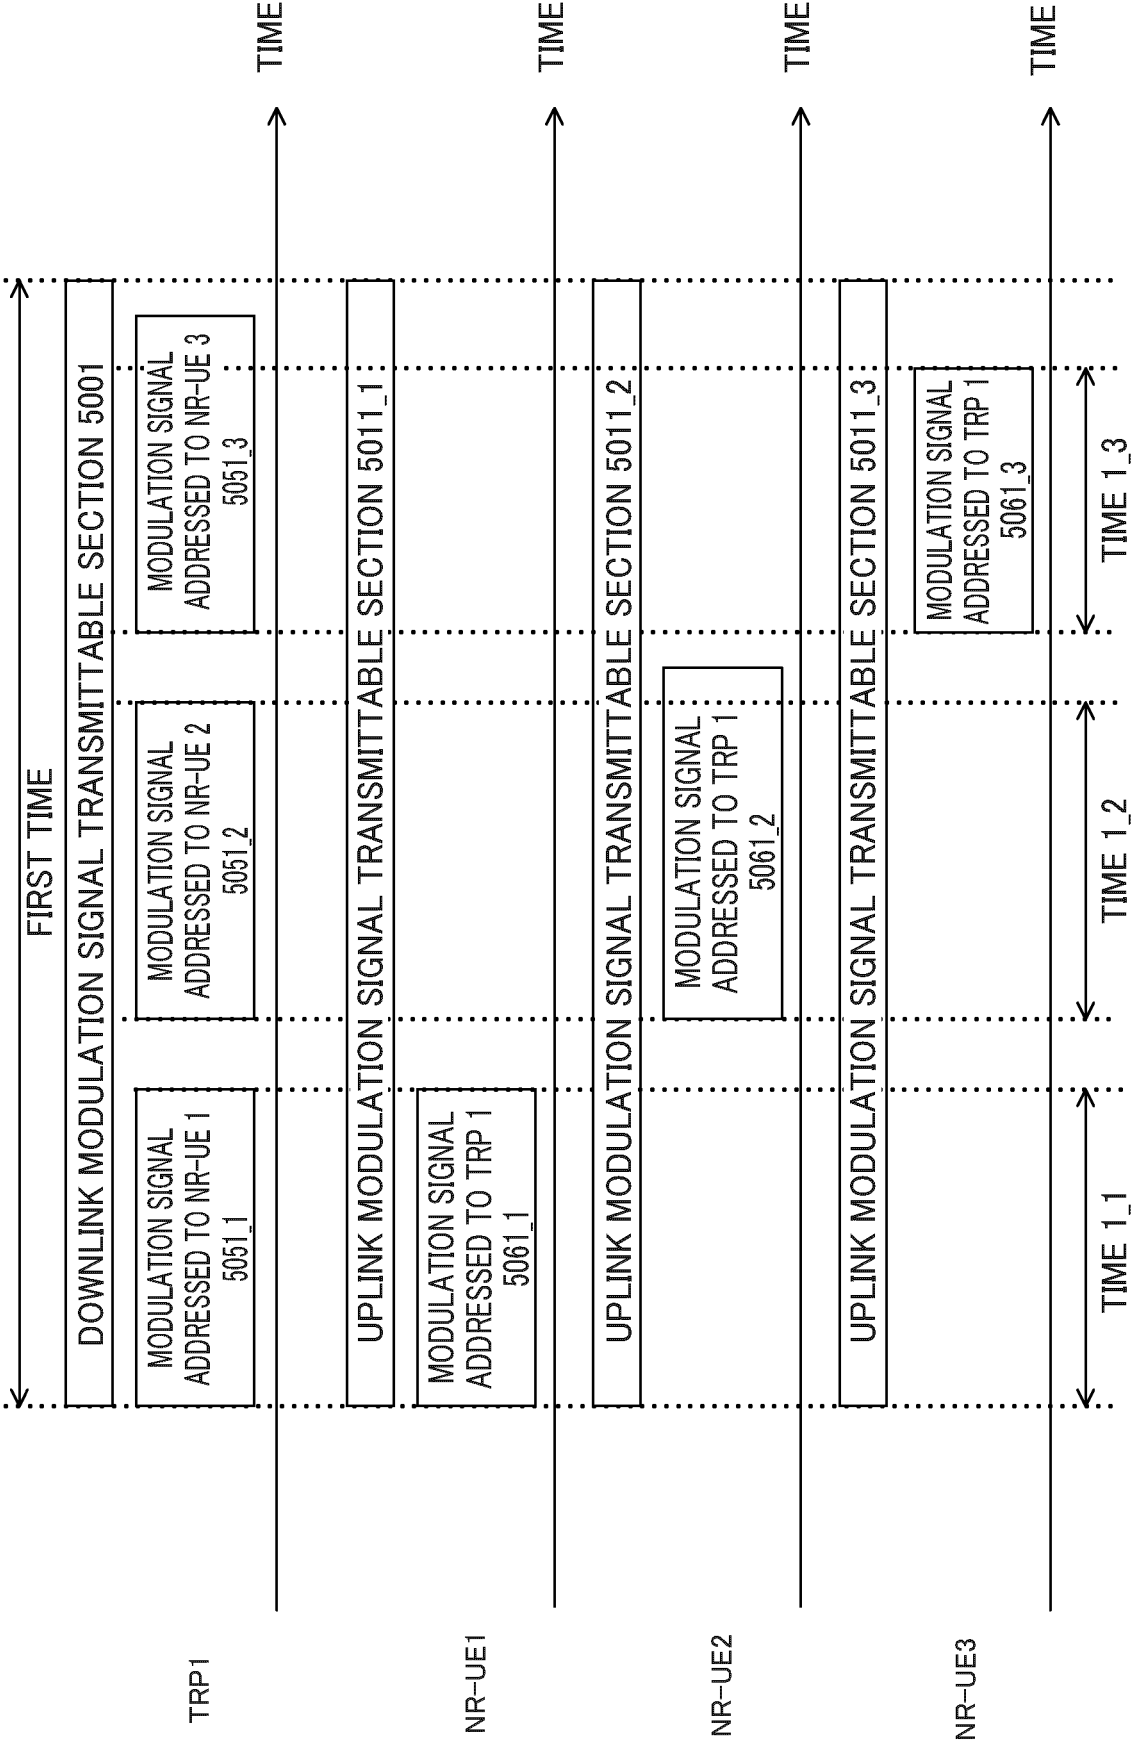 FIRST TIME
DOWNLINK MODULATION SIGNAL TRANSMITTABLE SECTION 5001
TRP1
MODULATION SIGNAL
ADDRESSED TO NR-UE 1
5051_1
MODULATION SIGNAL
ADDRESSED TO NR-UE 2
5051_2
MODULATION SIGNAL
ADDRESSED TO NR-UE 3
5051_3
TIME
UPLINK MODULATION SIGNAL TRANSMITTABLE SECTION 5011_1
NR-UE1
MODULATION SIGNAL
ADDRESSED TO TRP 1
5061_1
TIME
UPLINK MODULATION SIGNAL TRANSMITTABLE SECTION 5011_2
NR-UE2
MODULATION SIGNAL
ADDRESSED TO TRP 1
5061_2
TIME
UPLINK MODULATION SIGNAL TRANSMITTABLE SECTION 5011_3
NR-UE3
MODULATION SIGNAL
ADDRESSED TO TRP 1
5061_3
TIME
TIME 1_1
TIME 1_2
TIME 1_3